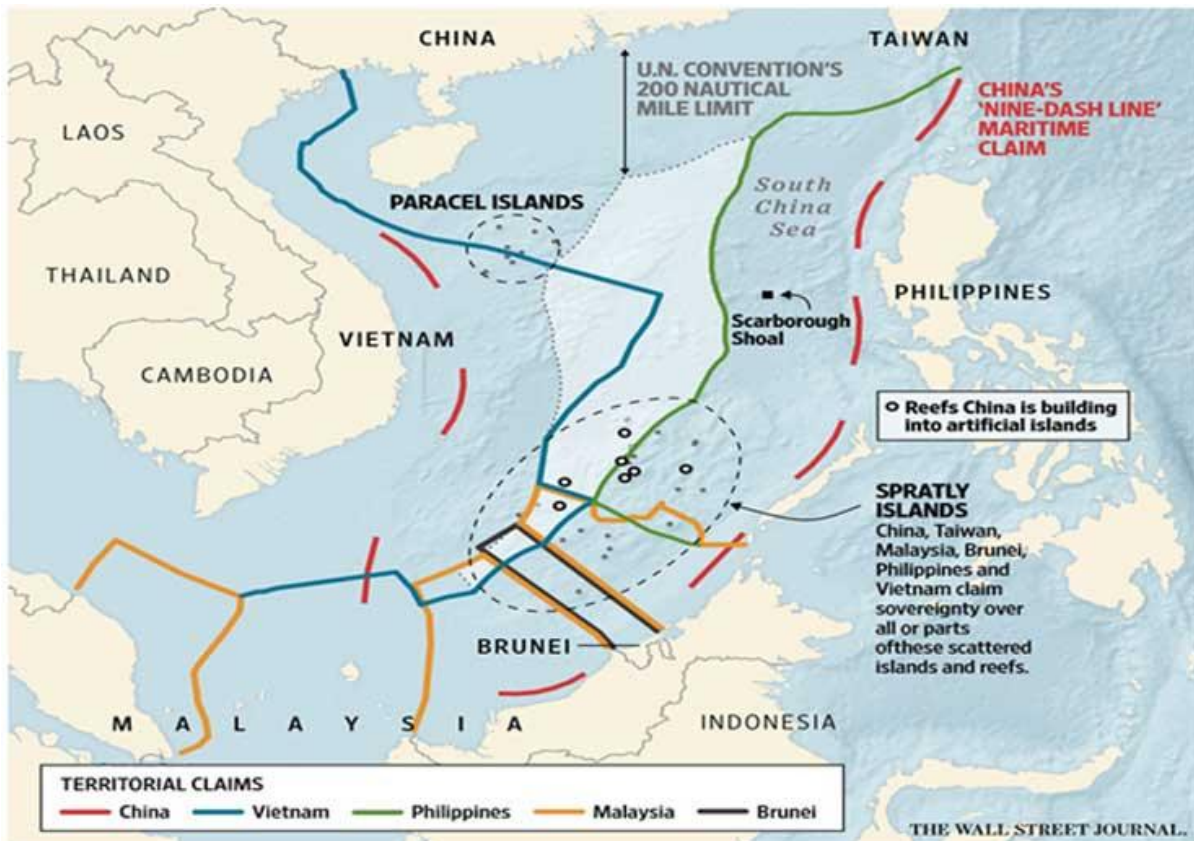 CHINA
TAIWAN
U.N. CONVENTION'S
200 NAUTICAL
MILE LIMIT
CHINA'S
'NINE-DASH LINE'
MARITIME
CLAIM
LAOS
South
China
Sea
PARACEL ISLANDS
THAILAND
PHILIPPINES
Scarborough
Shoal
VIETNAM
CAMBODIA
Reefs China is building
into artificial islands
SPRATLY
ISLANDS
China, Taiwan,
Malaysia, Brunei,
Philippines and
Vietnam claim
sovereignty over
all or parts
ofthese scattered
islands and reefs.
BRUNEI
MALAYSIA
INDONESIA
TERRITORIAL CLAIMS
China Vietnam Philippines Malaysia Brunei
THE WALL STREET JOURNAL.